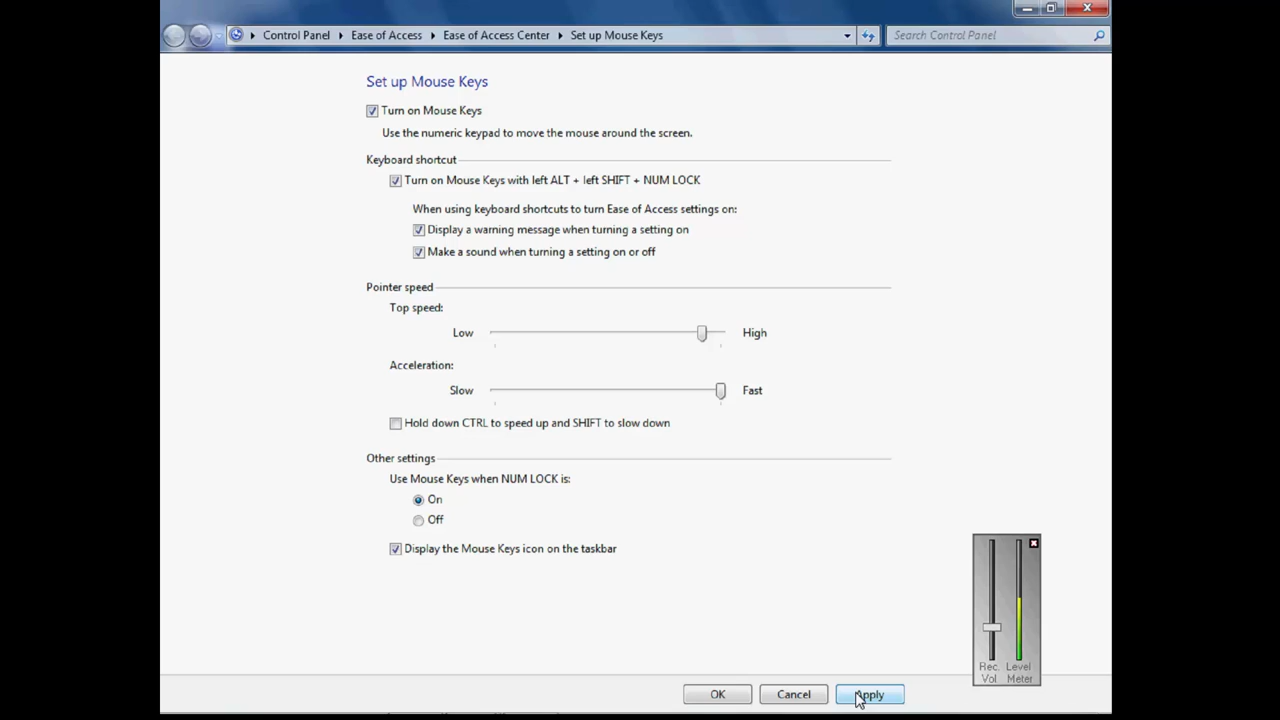 Control Panel Ease of Access Ease of Access Center Set up Mouse Keys Search Control Panel
Set up Mouse Keys
Turn on Mouse Keys
Use the numeric keypad to move the mouse around the screen.
Keyboard shortcut
Turn on Mouse Keys with left ALT + left SHIFT + NUM LOCK
When using keyboard shortcuts to turn Ease of Access settings on:
Display a warning message when turning a setting on
Make a sound when turning a setting on or off
Pointer speed
Top speed:
Low High
Acceleration:
Slow Fast
Hold down CTRL to speed up and SHIFT to slow down
Other settings
Use Mouse Keys when NUM LOCK is:
On
Off
Display the Mouse Keys icon on the taskbar
Rec. Level
Vol Meter
OK Cancel Apply